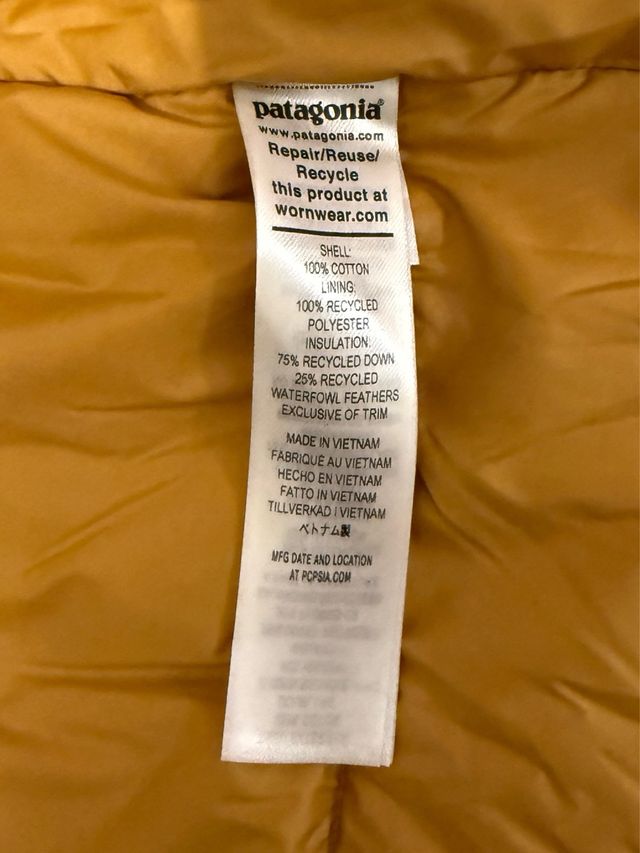 patagonia®
www.patagonia.com
Repair/Reuse/
Recycle
this product at
wornwear.com
SHELL:
100% COTTON
LINING:
100% RECYCLED
POLYESTER
INSULATION:
75% RECYCLED DOWN
25% RECYCLED
WATERFOWL FEATHERS
EXCLUSIVE OF TRIM
MADE IN VIETNAM
FABRIQUÉ AU VIETNAM
HECHO EN VIETNAM
FATTO IN VIETNAM
TILLVERKAD I VIETNAM
ベトナム製
MFG DATE AND LOCATION
AT PCPSIA.COM